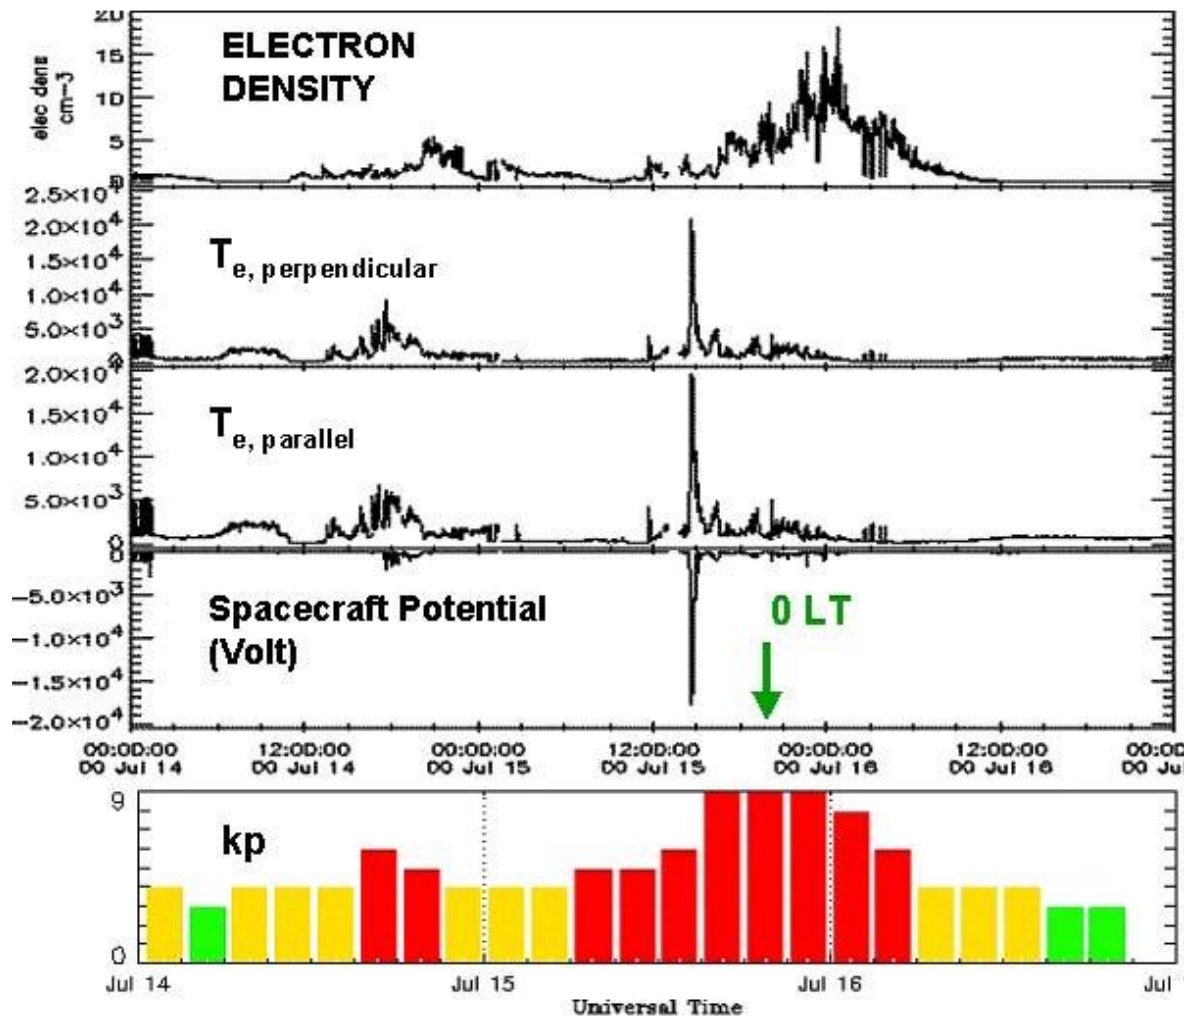 20
15
10
5
0
elec dens
cm-3
ELECTRON
DENSITY
2.5×10⁴
2.0×10⁴
1.5×10⁴
1.0×10⁴
5.0×10³
0
Te, perpendicular
2.0×10⁴
1.5×10⁴
1.0×10⁴
5.0×10³
0
Te, parallel
0
-5.0×10³
-1.0×10⁴
-1.5×10⁴
-2.0×10⁴
Spacecraft Potential
(Volt)
0 LT
00:00:00 12:00:00 00:00:00 12:00:00 00:00:00 12:00:00 00:00
00 Jul 14 00 Jul 14 00 Jul 15 00 Jul 15 00 Jul 16 00 Jul 16 00 Ju
9
kp
0
Jul 14 Jul 15 Jul 16 Jul
Universal Time